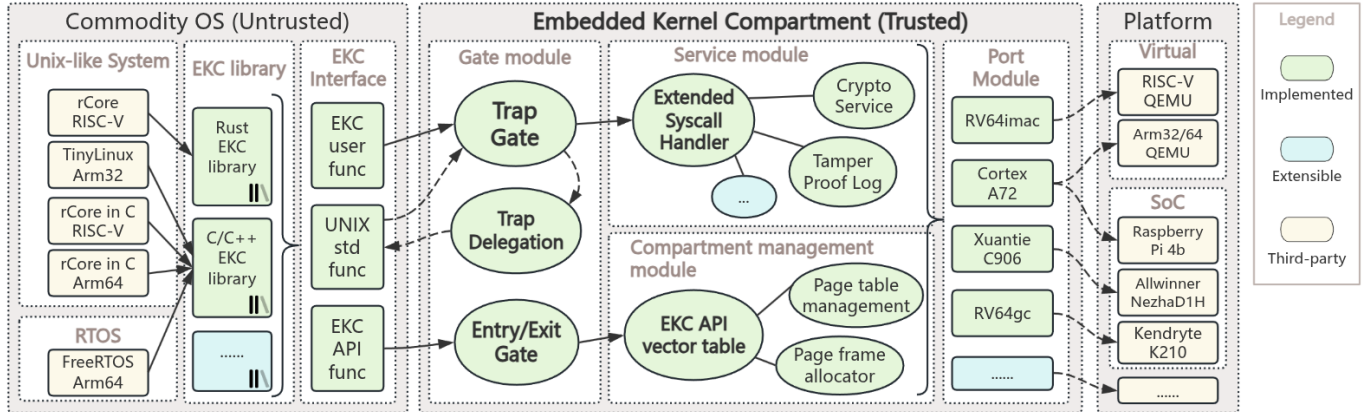 Commodity OS (Untrusted)
Unix-like System
rCore
RISC-V
TinyLinux
Arm32
rCore in C
RISC-V
rCore in C
Arm64
RTOS
FreeRTOS
Arm64
EKC library
Rust
EKC
library
C/C++
EKC
library
......
EKC
Interface
EKC
user
func
UNIX
std
func
EKC
API
func
Embedded Kernel Compartment (Trusted)
Gate module
Trap
Gate
Trap
Delegation
Entry/Exit
Gate
Service module
Extended
Syscall
Handler
Crypto
Service
Tamper
Proof Log
...
Compartment management
module
EKC API
vector table
Page table
management
Page frame
allocator
Port
Module
RV64imac
Cortex
A72
Xuantie
C906
RV64gc
......
Platform
Virtual
RISC-V
QEMU
Arm32/64
QEMU
SoC
Raspberry
Pi 4b
Allwinner
NezhaD1H
Kendryte
K210
......
Legend
Implemented
Extensible
Third-party